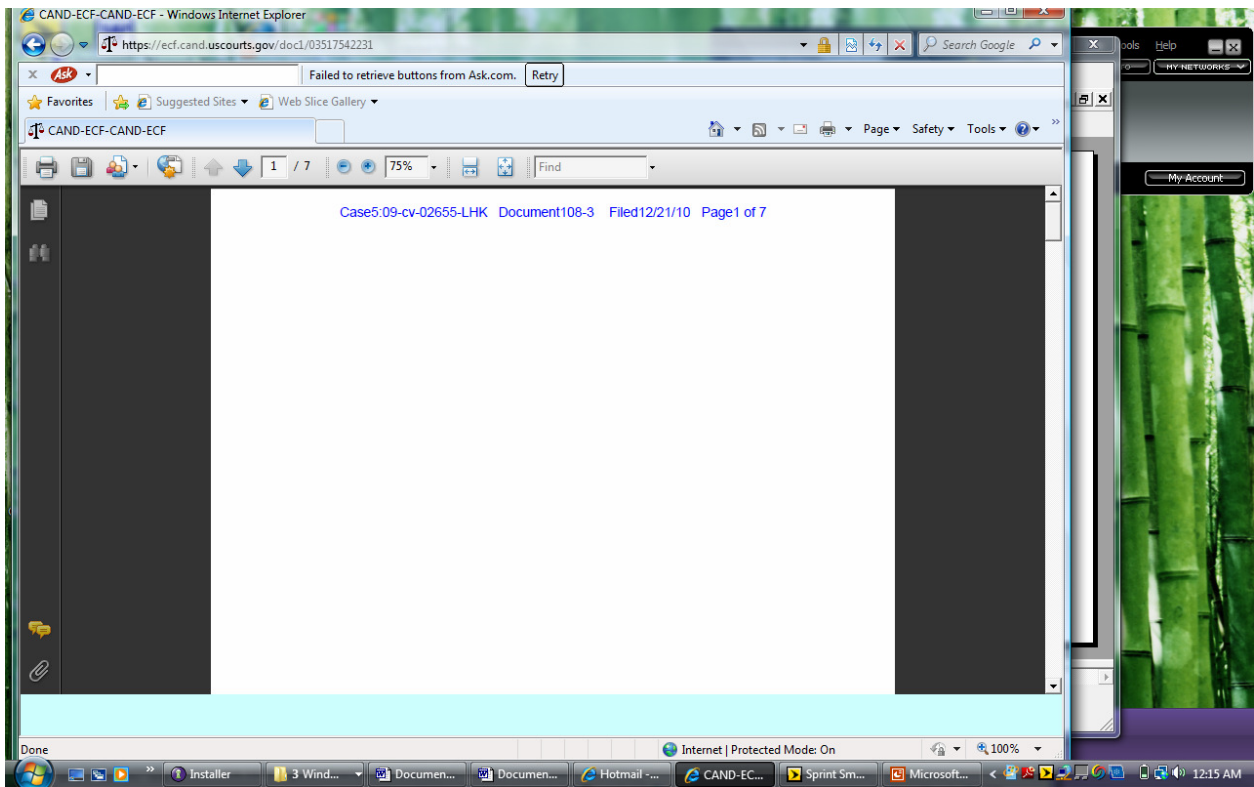 CAND-ECF-CAND-ECF - Windows Internet Explorer
https://ecf.cand.uscourts.gov/doc1/03517542231
Search Google
Tools Help
MY NETWORKS
Ask
Failed to retrieve buttons from Ask.com. Retry
Favorites Suggested Sites Web Slice Gallery
CAND-ECF-CAND-ECF
Page Safety Tools
1 / 7 75% Find
My Account
Case5:09-cv-02655-LHK Document108-3 Filed12/21/10 Page1 of 7
Done Internet | Protected Mode: On 100%
Installer 3 Wind... Documen... Documen... Hotmail -... CAND-EC... Sprint Sm... Microsoft... 12:15 AM